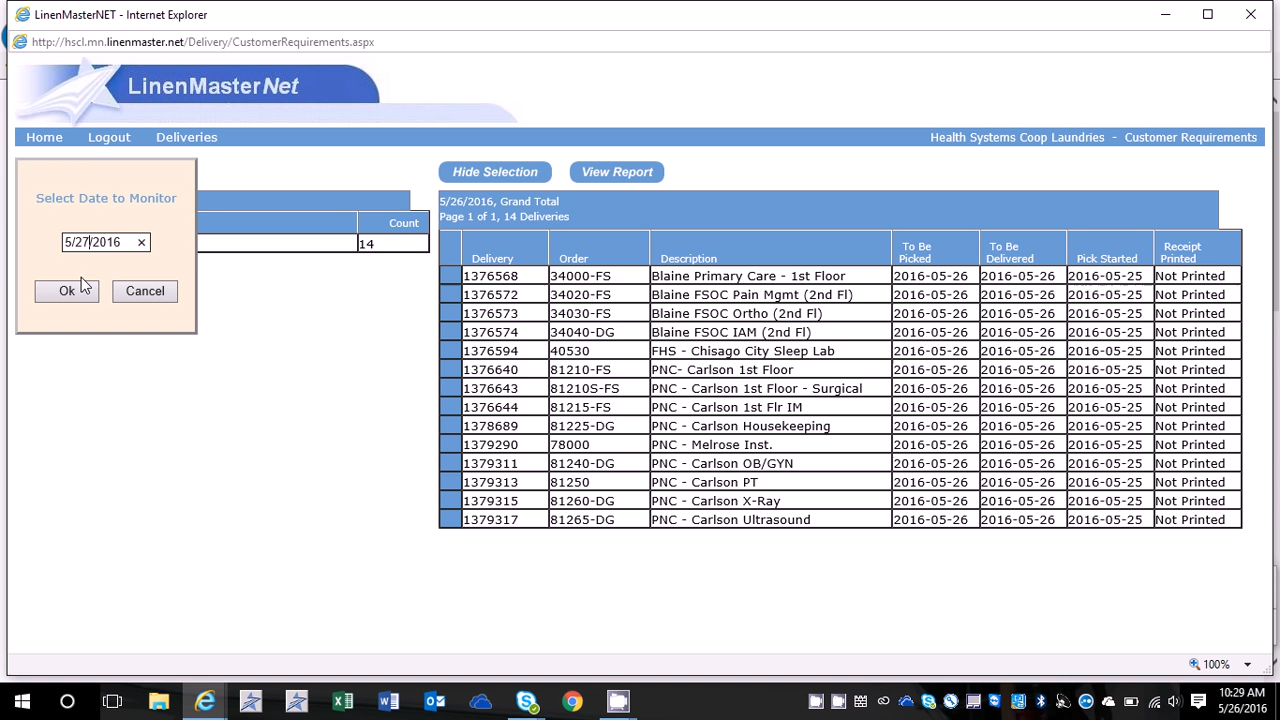 LinenMasterNET - Internet Explorer
http://hscl.mn.linenmaster.net/Delivery/CustomerRequirements.aspx
LinenMasterNet
Home Logout Deliveries Health Systems Coop Laundries - Customer Requirements
Select Date to Monitor
5/27/2016 ×
Ok Cancel
Count
14
Hide Selection View Report
5/26/2016, Grand Total
Page 1 of 1, 14 Deliveries
Delivery Order Description To Be Picked To Be Delivered Pick Started Receipt Printed
1376568 34000-FS Blaine Primary Care - 1st Floor 2016-05-26 2016-05-26 2016-05-25 Not Printed
1376572 34020-FS Blaine FSOC Pain Mgmt (2nd Fl) 2016-05-26 2016-05-26 2016-05-25 Not Printed
1376573 34030-FS Blaine FSOC Ortho (2nd Fl) 2016-05-26 2016-05-26 2016-05-25 Not Printed
1376574 34040-DG Blaine FSOC IAM (2nd Fl) 2016-05-26 2016-05-26 2016-05-25 Not Printed
1376594 40530 FHS - Chisago City Sleep Lab 2016-05-26 2016-05-26 2016-05-25 Not Printed
1376640 81210-FS PNC- Carlson 1st Floor 2016-05-26 2016-05-26 2016-05-25 Not Printed
1376643 81210S-FS PNC - Carlson 1st Floor - Surgical 2016-05-26 2016-05-26 2016-05-25 Not Printed
1376644 81215-FS PNC - Carlson 1st Flr IM 2016-05-26 2016-05-26 2016-05-25 Not Printed
1378689 81225-DG PNC - Carlson Housekeeping 2016-05-26 2016-05-26 2016-05-25 Not Printed
1379290 78000 PNC - Melrose Inst. 2016-05-26 2016-05-26 2016-05-25 Not Printed
1379311 81240-DG PNC - Carlson OB/GYN 2016-05-26 2016-05-26 2016-05-25 Not Printed
1379313 81250 PNC - Carlson PT 2016-05-26 2016-05-26 2016-05-25 Not Printed
1379315 81260-DG PNC - Carlson X-Ray 2016-05-26 2016-05-26 2016-05-25 Not Printed
1379317 81265-DG PNC - Carlson Ultrasound 2016-05-26 2016-05-26 2016-05-25 Not Printed
100%
10:29 AM
5/26/2016